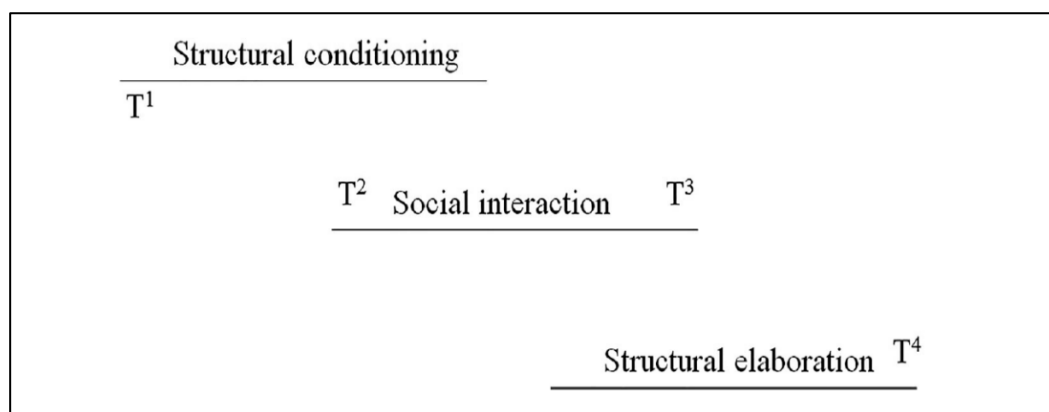 Structural conditioning
T¹
T² Social interaction T³
Structural elaboration T⁴